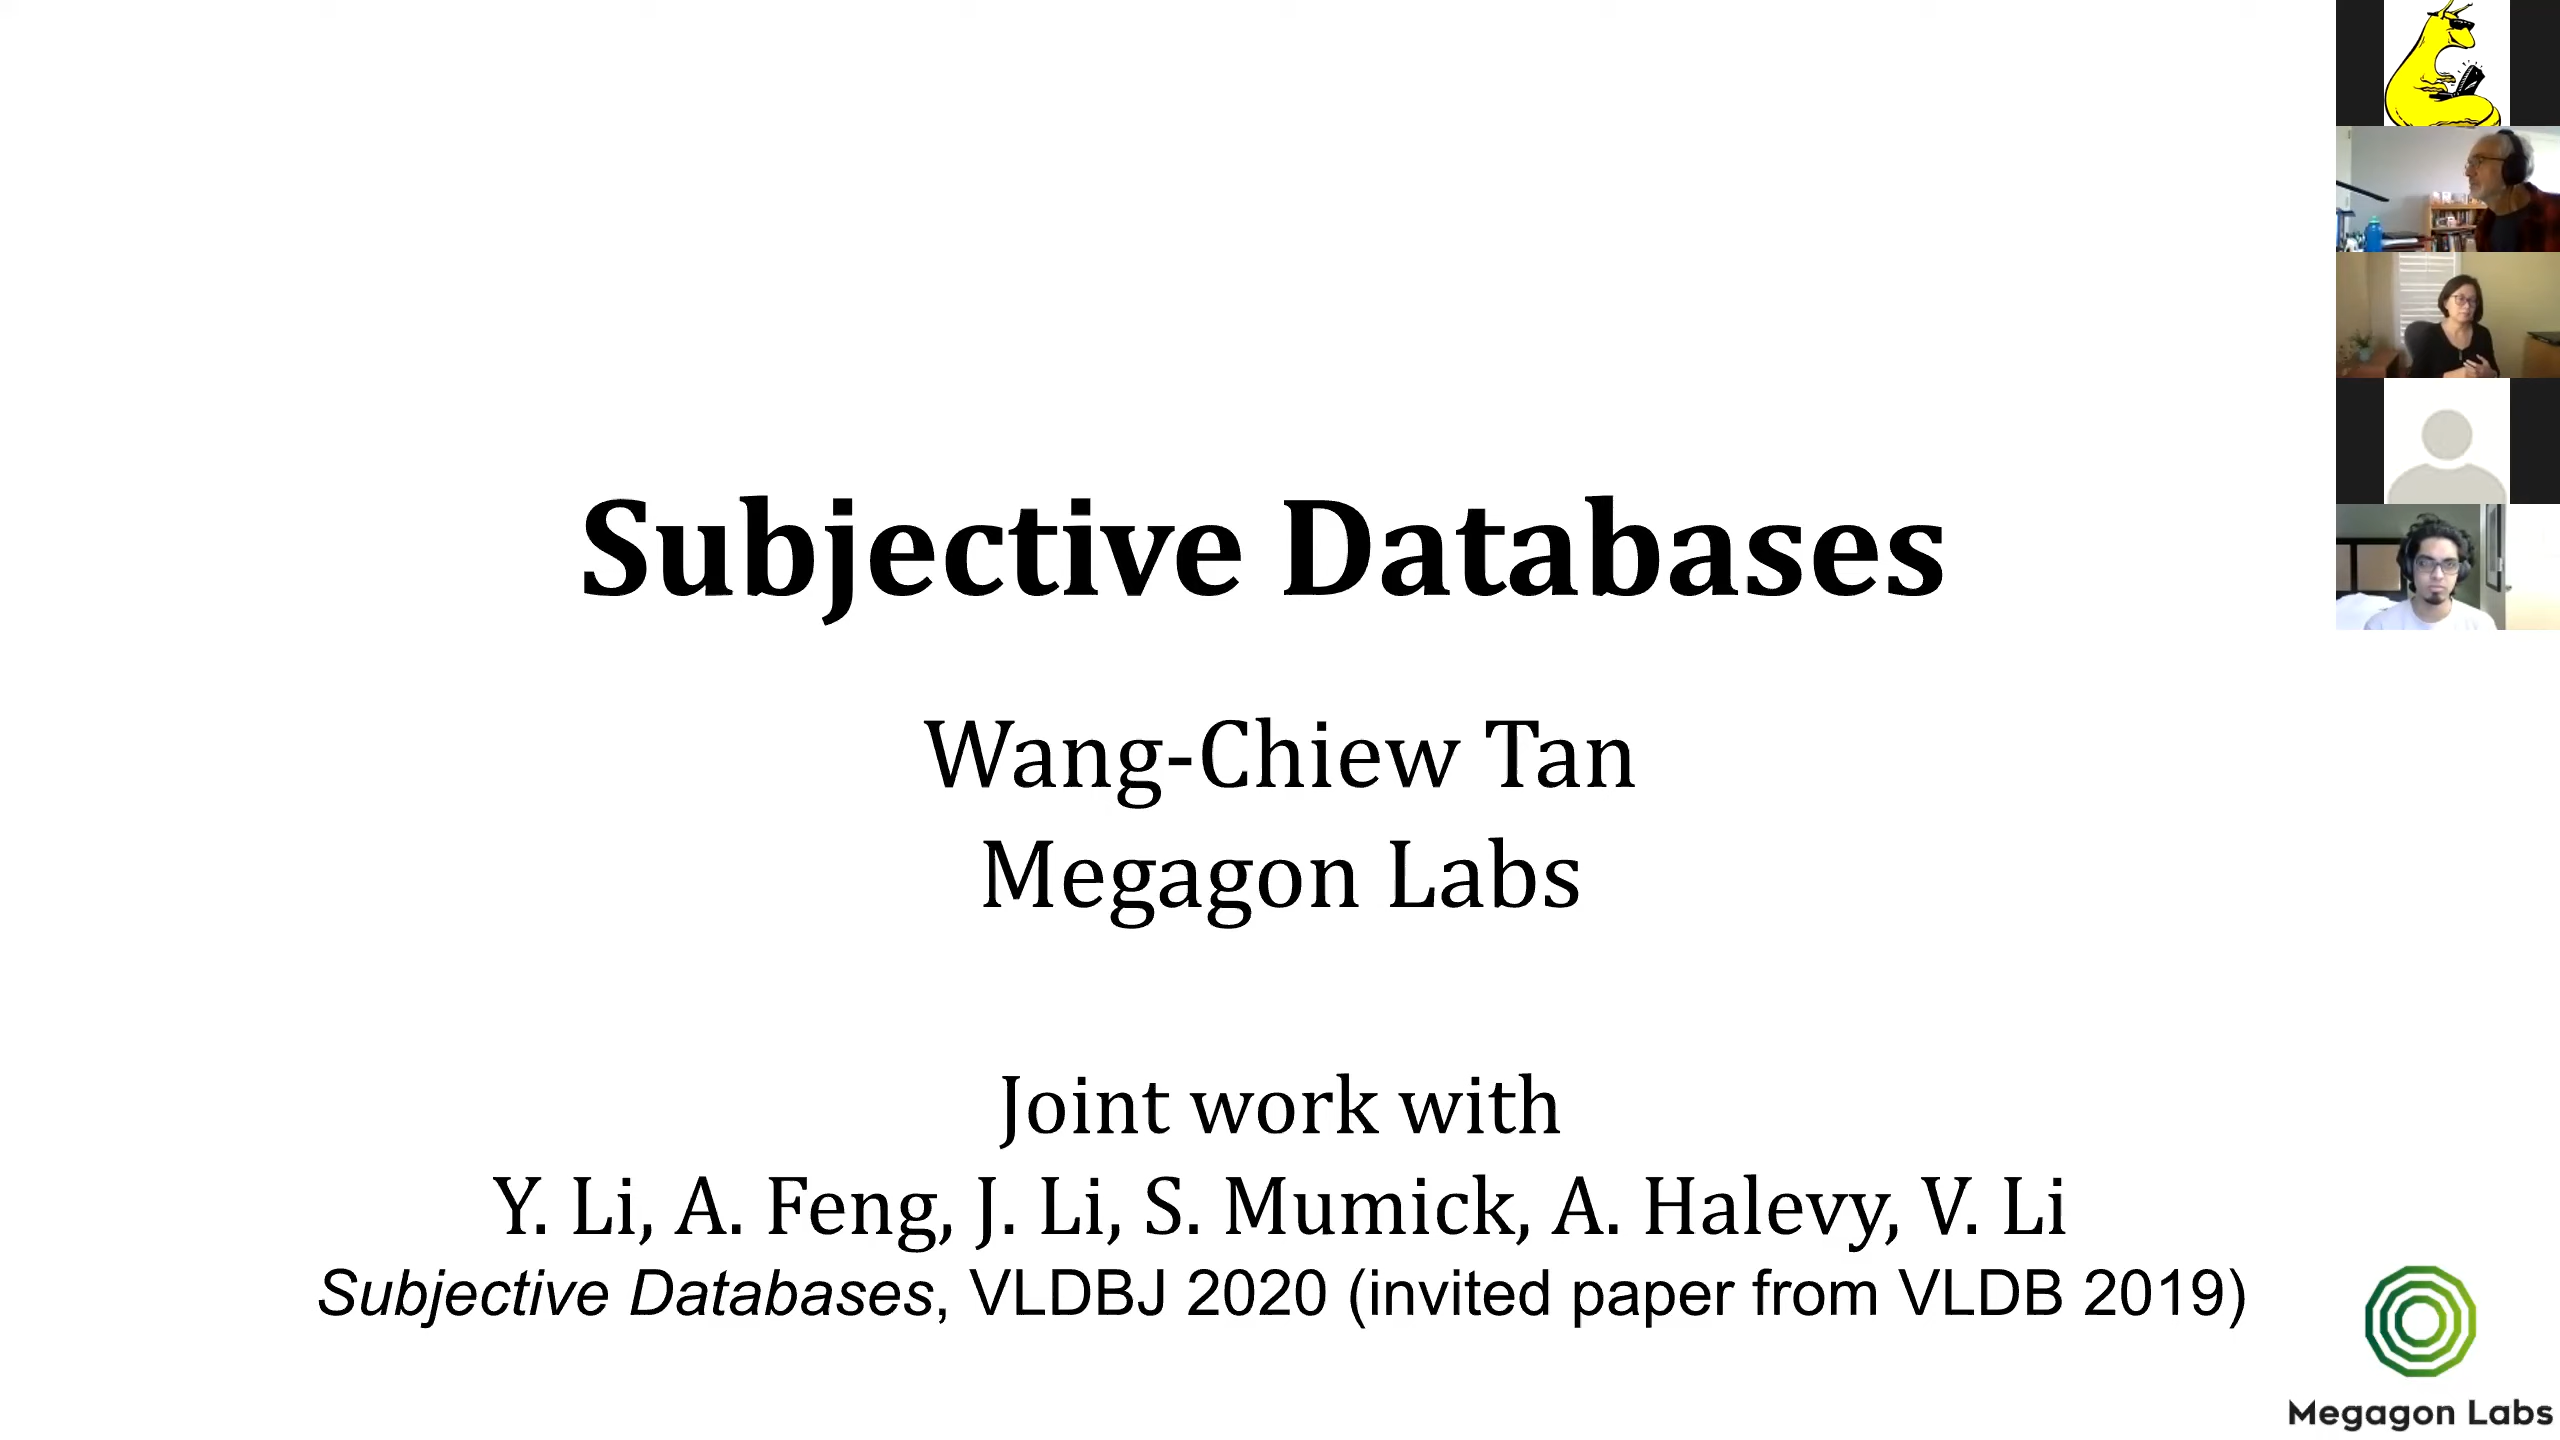 Subjective Databases
Wang-Chiew Tan
Megagon Labs
Joint work with
Y. Li, A. Feng, J. Li, S. Mumick, A. Halevy, V. Li
Subjective Databases, VLDBJ 2020 (invited paper from VLDB 2019)
Megagon Labs